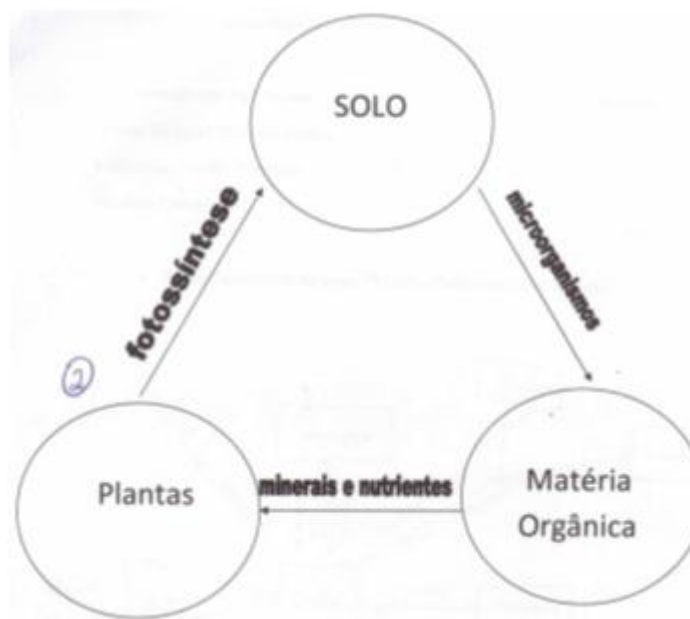 SOLO
fotossíntese
microorganismos
2
Plantas
minerais e nutrientes
Matéria
Orgânica